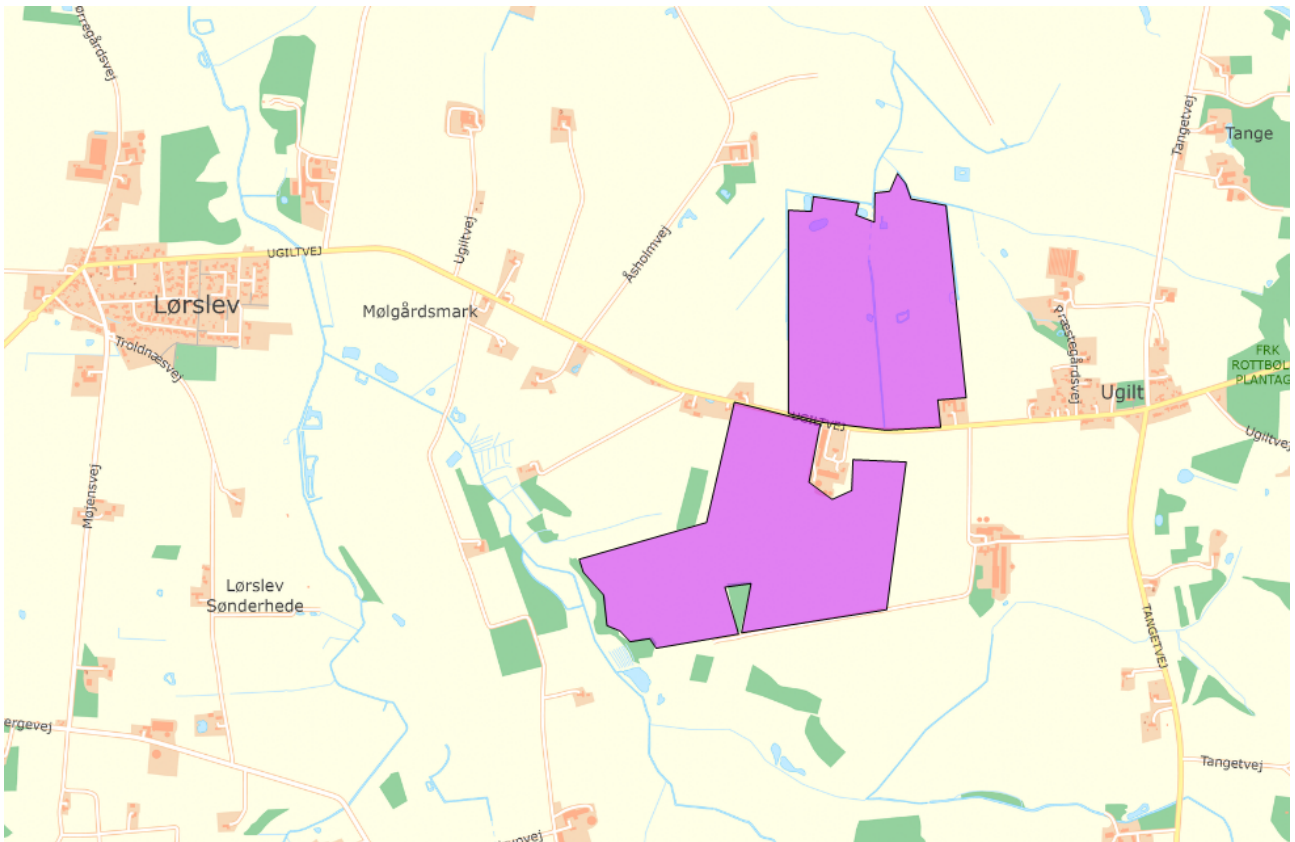 ørregårdsvej
Tangetvej
Tange
UGILTVEJ
Ugiltvej
Åsholmvej
Lørslev
Mølgårdsmark
Troldnæsvej
Præstegårdsvej
FRK
ROTTBØL
PLANTAG
Ugilt
UGILTVEJ
Ugiltvej
Møjensvej
Lørslev
Sønderhede
TANGETVEJ
ergevej
Tangetvej